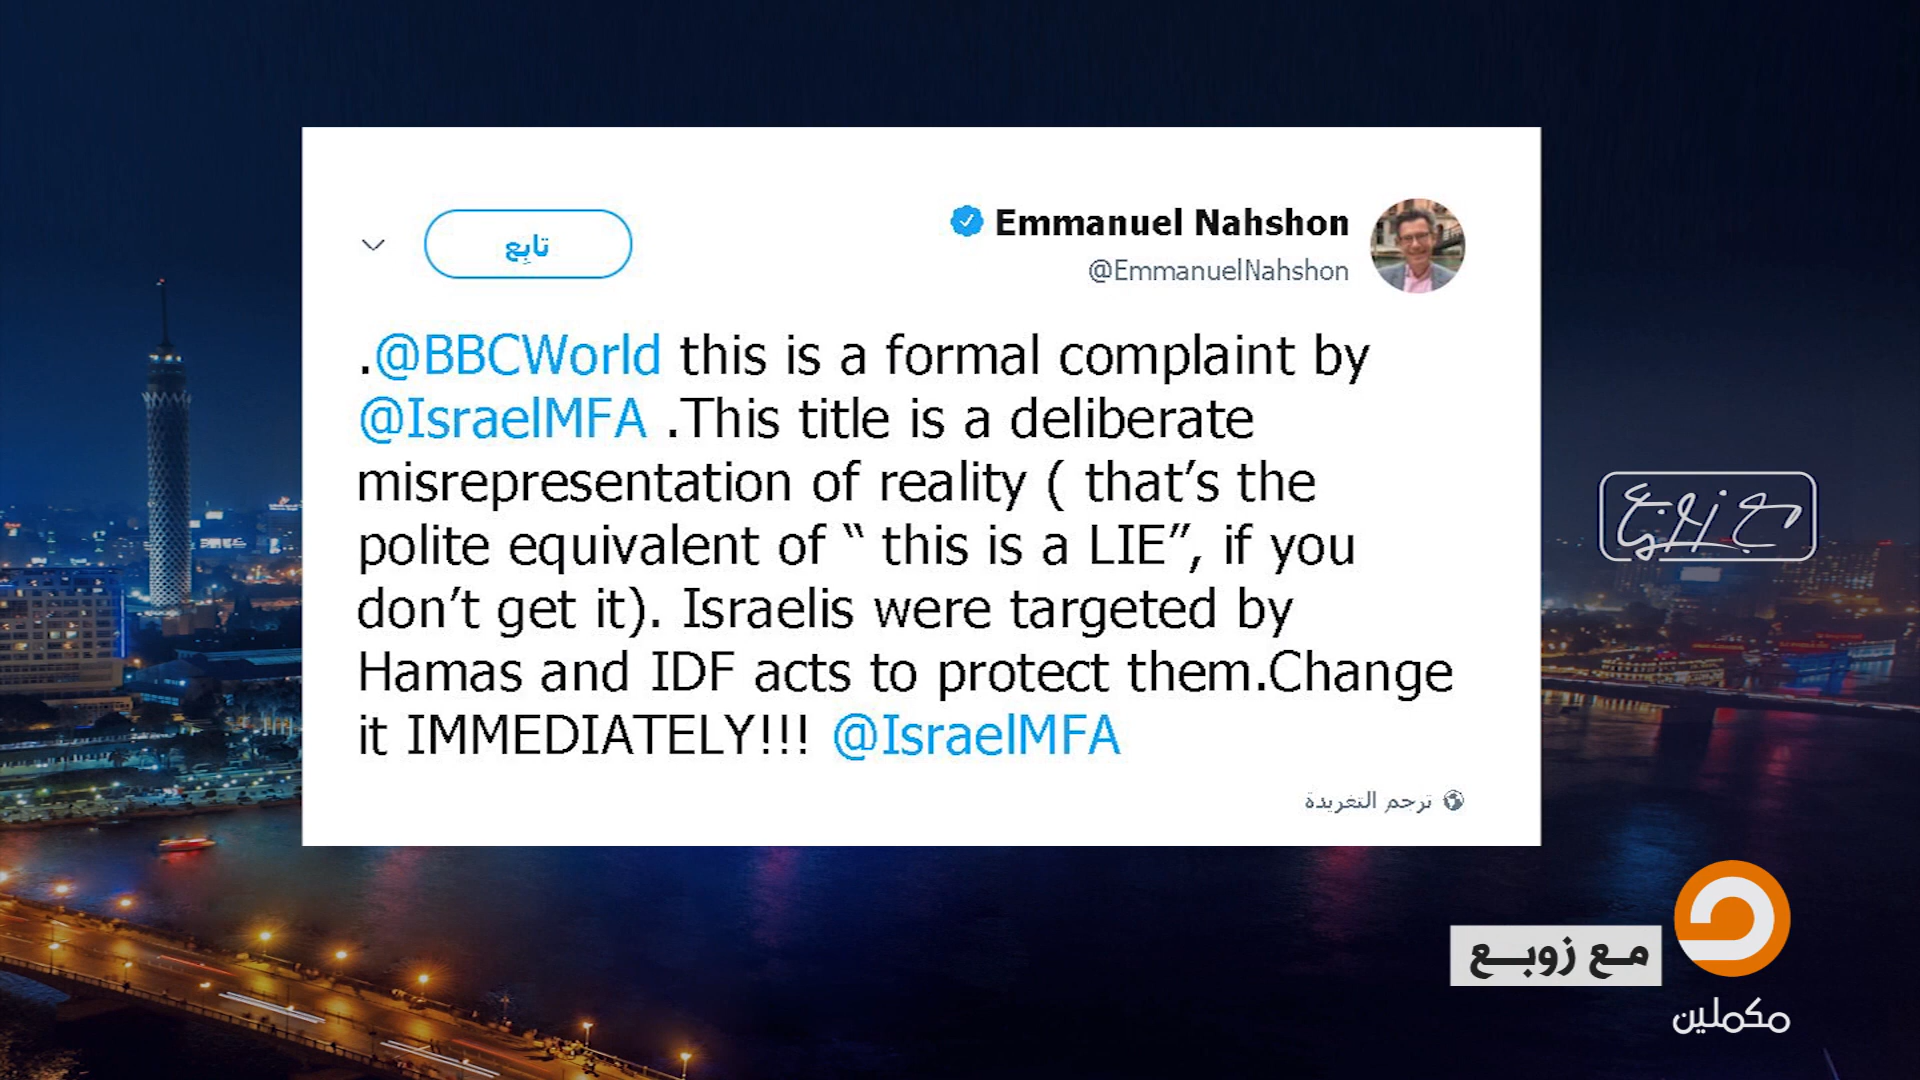 Emmanuel Nahshon
تابِع
@EmmanuelNahshon
.@BBCWorld this is a formal complaint by
@IsraelMFA .This title is a deliberate
misrepresentation of reality ( that’s the
polite equivalent of “ this is a LIE”, if you
don’t get it). Israelis were targeted by
Hamas and IDF acts to protect them.Change
it IMMEDIATELY!!! @IsraelMFA
ترجم التغريدة
مع زوبع
مع زوبع
مكملين